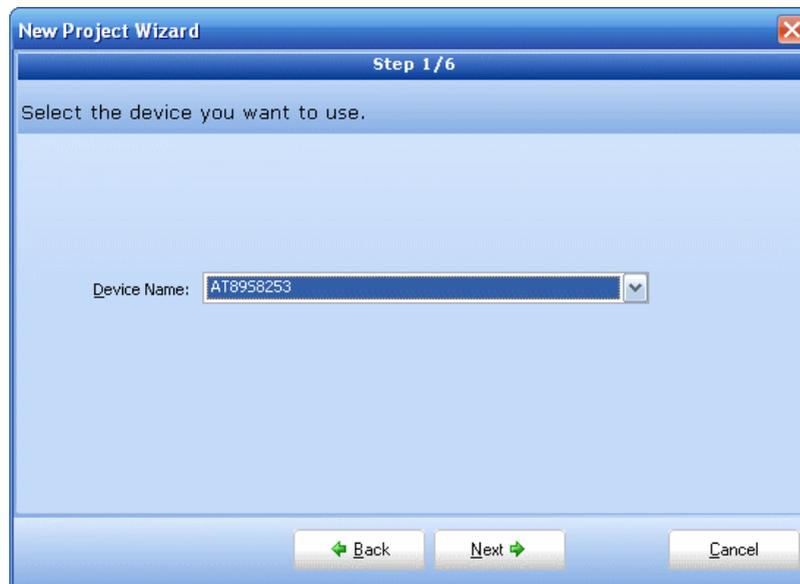 New Project Wizard
Step 1/6
Select the device you want to use.
Device Name: AT89S8253
Back Next Cancel